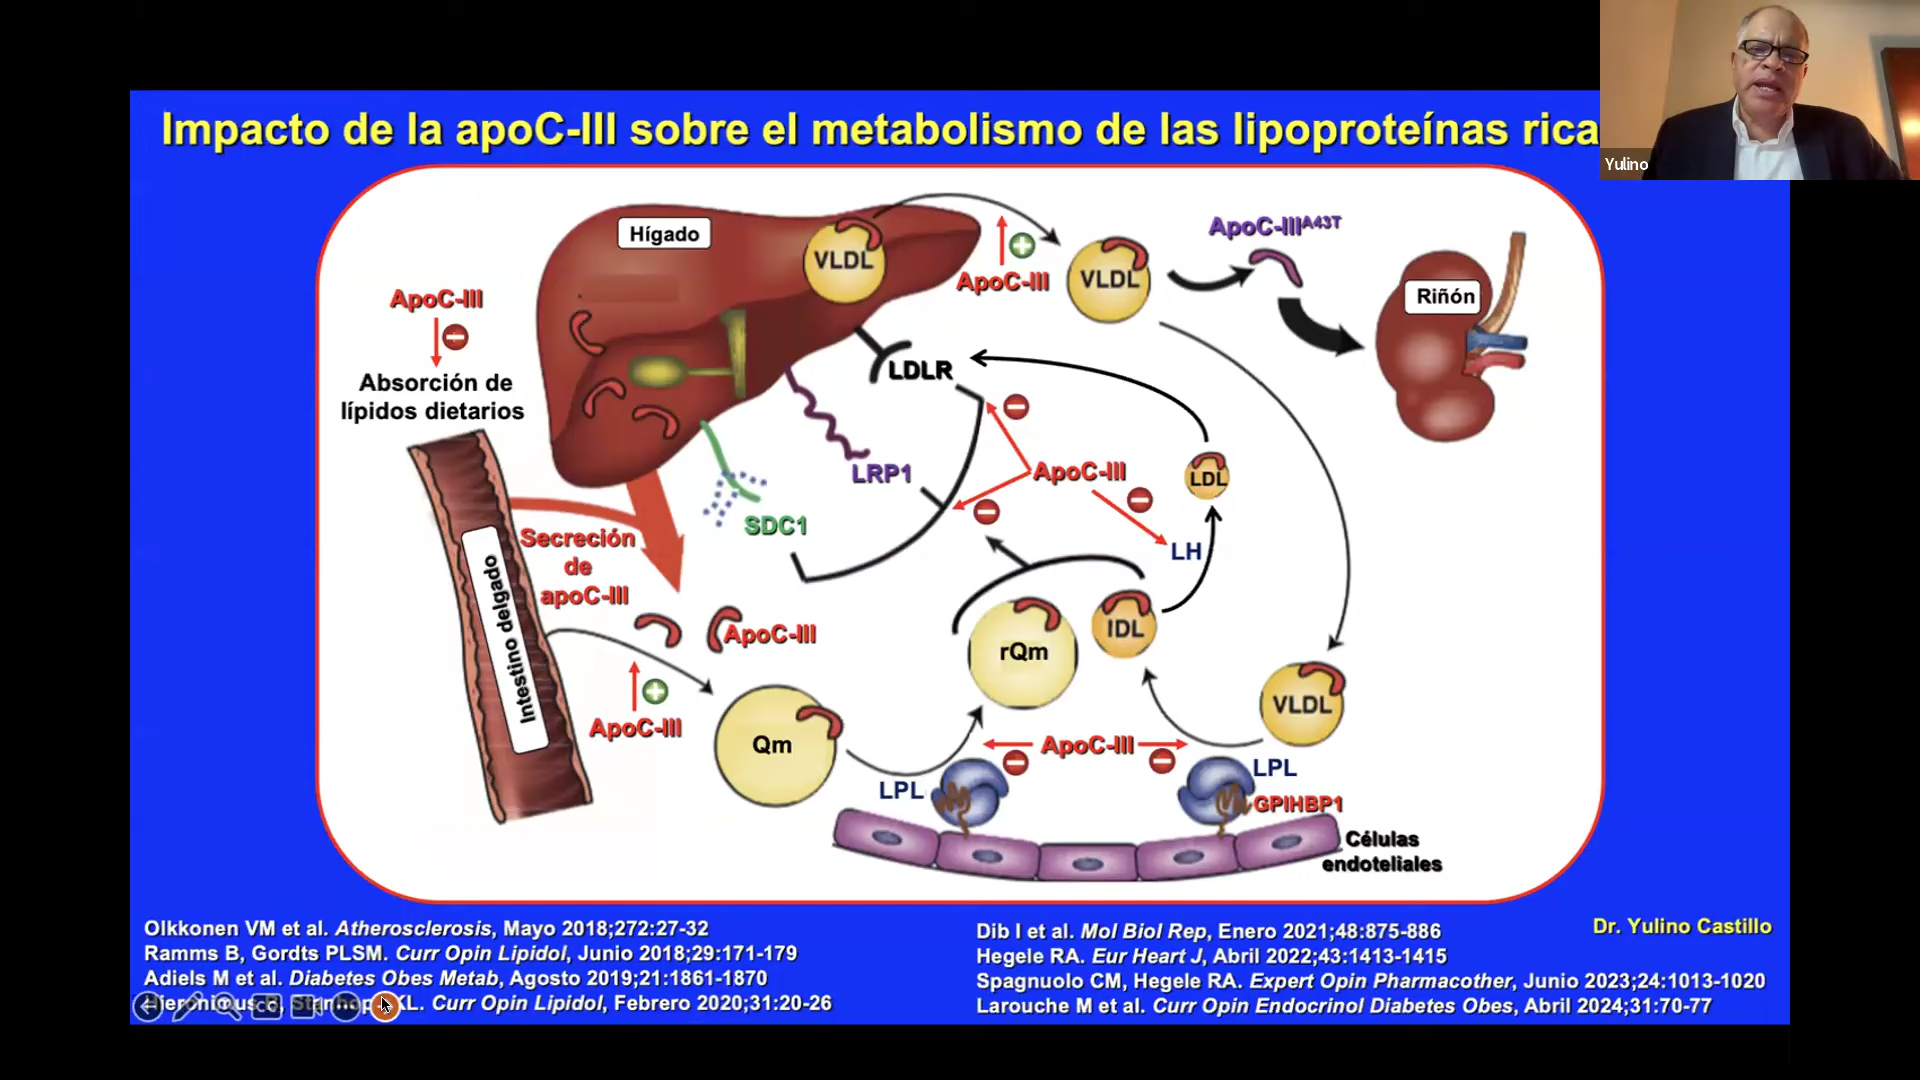 Impacto de la apoC-III sobre el metabolismo de las lipoproteínas rica
Yulino
Hígado
VLDL
ApoC-III
VLDL
ApoC-IIIA43T
Riñón
ApoC-III
Absorción de
lípidos dietarios
LDLR
LRP1
ApoC-III
LDL
SDC1
LH
Secreción
de
apoC-III
Intestino delgado
ApoC-III
ApoC-III
Qm
rQm
IDL
VLDL
ApoC-III
LPL
LPL
GPIHBP1
Células
endoteliales
Olkkonen VM et al. Atherosclerosis, Mayo 2018;272:27-32
Ramms B, Gordts PLSM. Curr Opin Lipidol, Junio 2018;29:171-179
Adiels M et al. Diabetes Obes Metab, Agosto 2019;21:1861-1870
KL. Curr Opin Lipidol, Febrero 2020;31:20-26
Dib I et al. Mol Biol Rep, Enero 2021;48:875-886
Hegele RA. Eur Heart J, Abril 2022;43:1413-1415
Spagnuolo CM, Hegele RA. Expert Opin Pharmacother, Junio 2023;24:1013-1020
Larouche M et al. Curr Opin Endocrinol Diabetes Obes, Abril 2024;31:70-77
Dr. Yulino Castillo